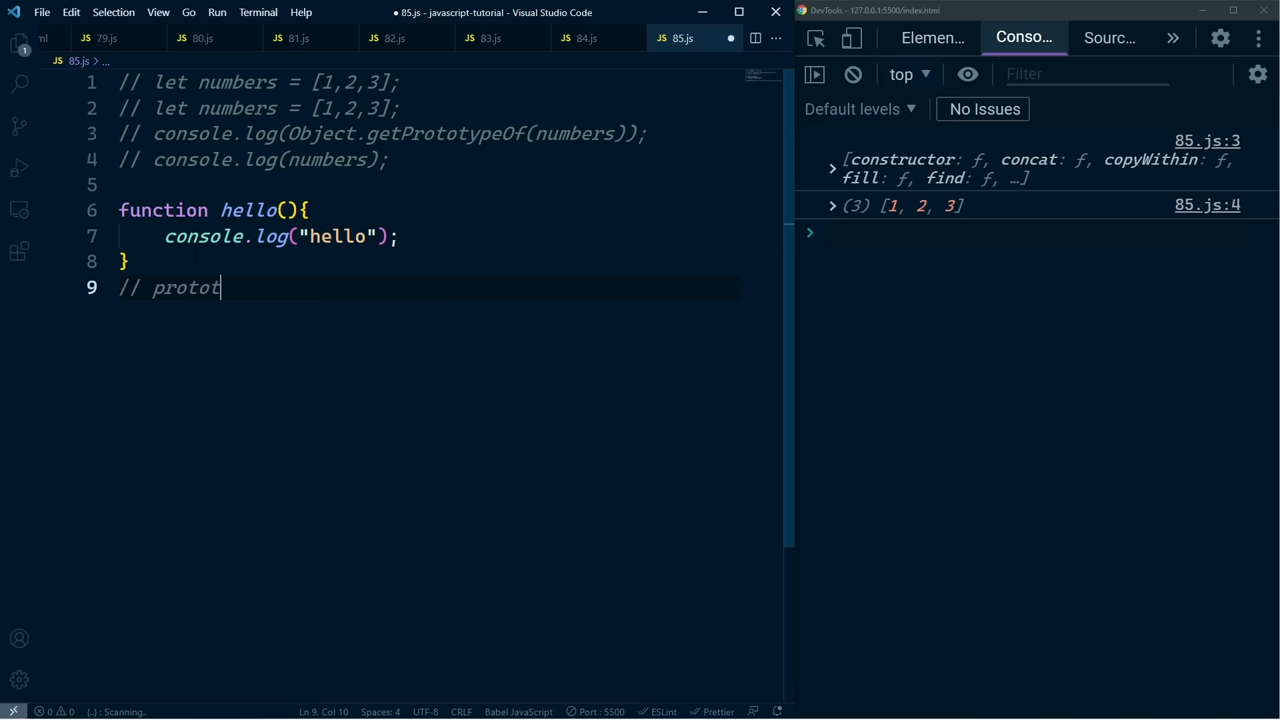 File Edit Selection View Go Run Terminal Help
● 85.js - javascript-tutorial - Visual Studio Code
DevTools - 127.0.0.1:5500/index.html
ml JS 79.js JS 80.js JS 81.js JS 82.js JS 83.js JS 84.js JS 85.js
JS 85.js > ...
1 // let numbers = [1,2,3];
2 // let numbers = [1,2,3];
3 // console.log(Object.getPrototypeOf(numbers));
4 // console.log(numbers);
5
6 function hello(){
7 console.log("hello");
8 }
9 // protot
1
Ln 9, Col 10 Spaces: 4 UTF-8 CRLF Babel JavaScript Port : 5500 ESLint Prettier
0 0 {..} : Scanning..
Elemen... Conso... Sourc... »
top Filter
Default levels No Issues
85.js:3
[constructor: ƒ, concat: ƒ, copyWithin: ƒ,
fill: ƒ, find: ƒ, …]
(3) [1, 2, 3] 85.js:4
>